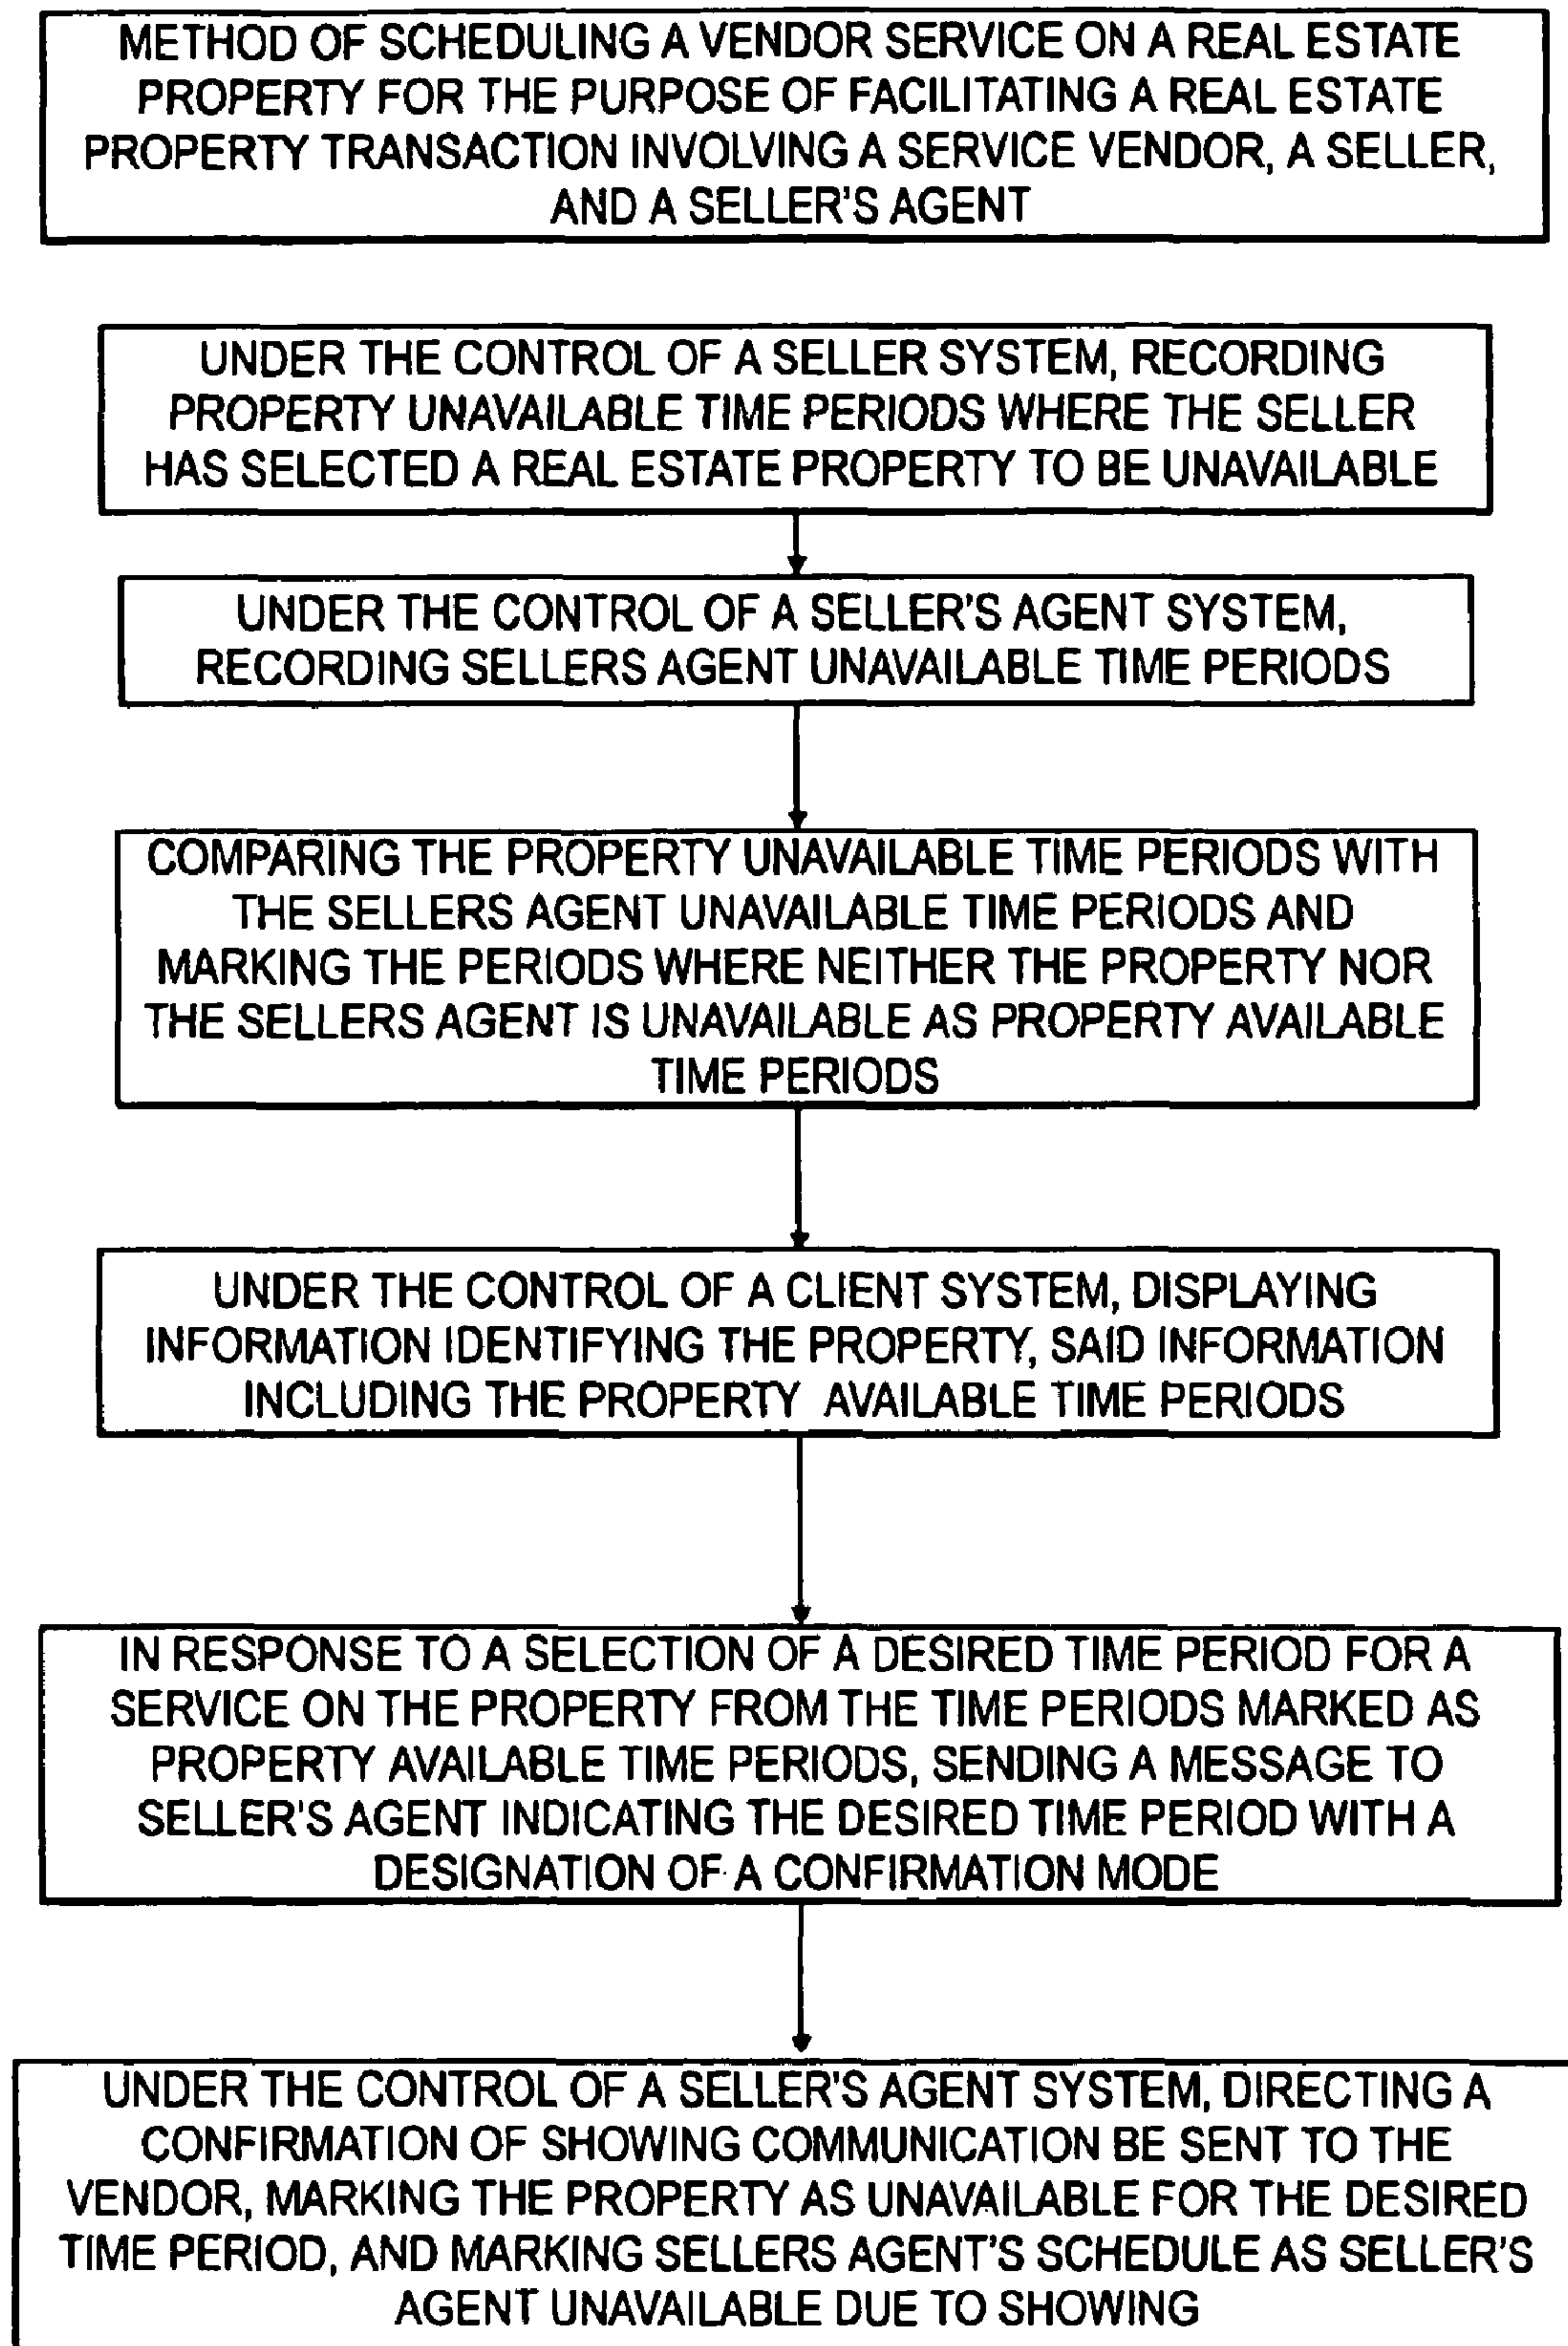 METHOD OF SCHEDULING A VENDOR SERVICE ON A REAL ESTATE
PROPERTY FOR THE PURPOSE OF FACILITATING A REAL ESTATE
PROPERTY TRANSACTION INVOLVING A SERVICE VENDOR, A SELLER,
AND A SELLER'S AGENT
UNDER THE CONTROL OF A SELLER SYSTEM, RECORDING
PROPERTY UNAVAILABLE TIME PERIODS WHERE THE SELLER
HAS SELECTED A REAL ESTATE PROPERTY TO BE UNAVAILABLE
UNDER THE CONTROL OF A SELLER'S AGENT SYSTEM,
RECORDING SELLERS AGENT UNAVAILABLE TIME PERIODS
COMPARING THE PROPERTY UNAVAILABLE TIME PERIODS WITH
THE SELLERS AGENT UNAVAILABLE TIME PERIODS AND
MARKING THE PERIODS WHERE NEITHER THE PROPERTY NOR
THE SELLERS AGENT IS UNAVAILABLE AS PROPERTY AVAILABLE
TIME PERIODS
UNDER THE CONTROL OF A CLIENT SYSTEM, DISPLAYING
INFORMATION IDENTIFYING THE PROPERTY, SAID INFORMATION
INCLUDING THE PROPERTY AVAILABLE TIME PERIODS
IN RESPONSE TO A SELECTION OF A DESIRED TIME PERIOD FOR A
SERVICE ON THE PROPERTY FROM THE TIME PERIODS MARKED AS
PROPERTY AVAILABLE TIME PERIODS, SENDING A MESSAGE TO
SELLER'S AGENT INDICATING THE DESIRED TIME PERIOD WITH A
DESIGNATION OF A CONFIRMATION MODE
UNDER THE CONTROL OF A SELLER'S AGENT SYSTEM, DIRECTING A
CONFIRMATION OF SHOWING COMMUNICATION BE SENT TO THE
VENDOR, MARKING THE PROPERTY AS UNAVAILABLE FOR THE DESIRED
TIME PERIOD, AND MARKING SELLERS AGENT'S SCHEDULE AS SELLER'S
AGENT UNAVAILABLE DUE TO SHOWING